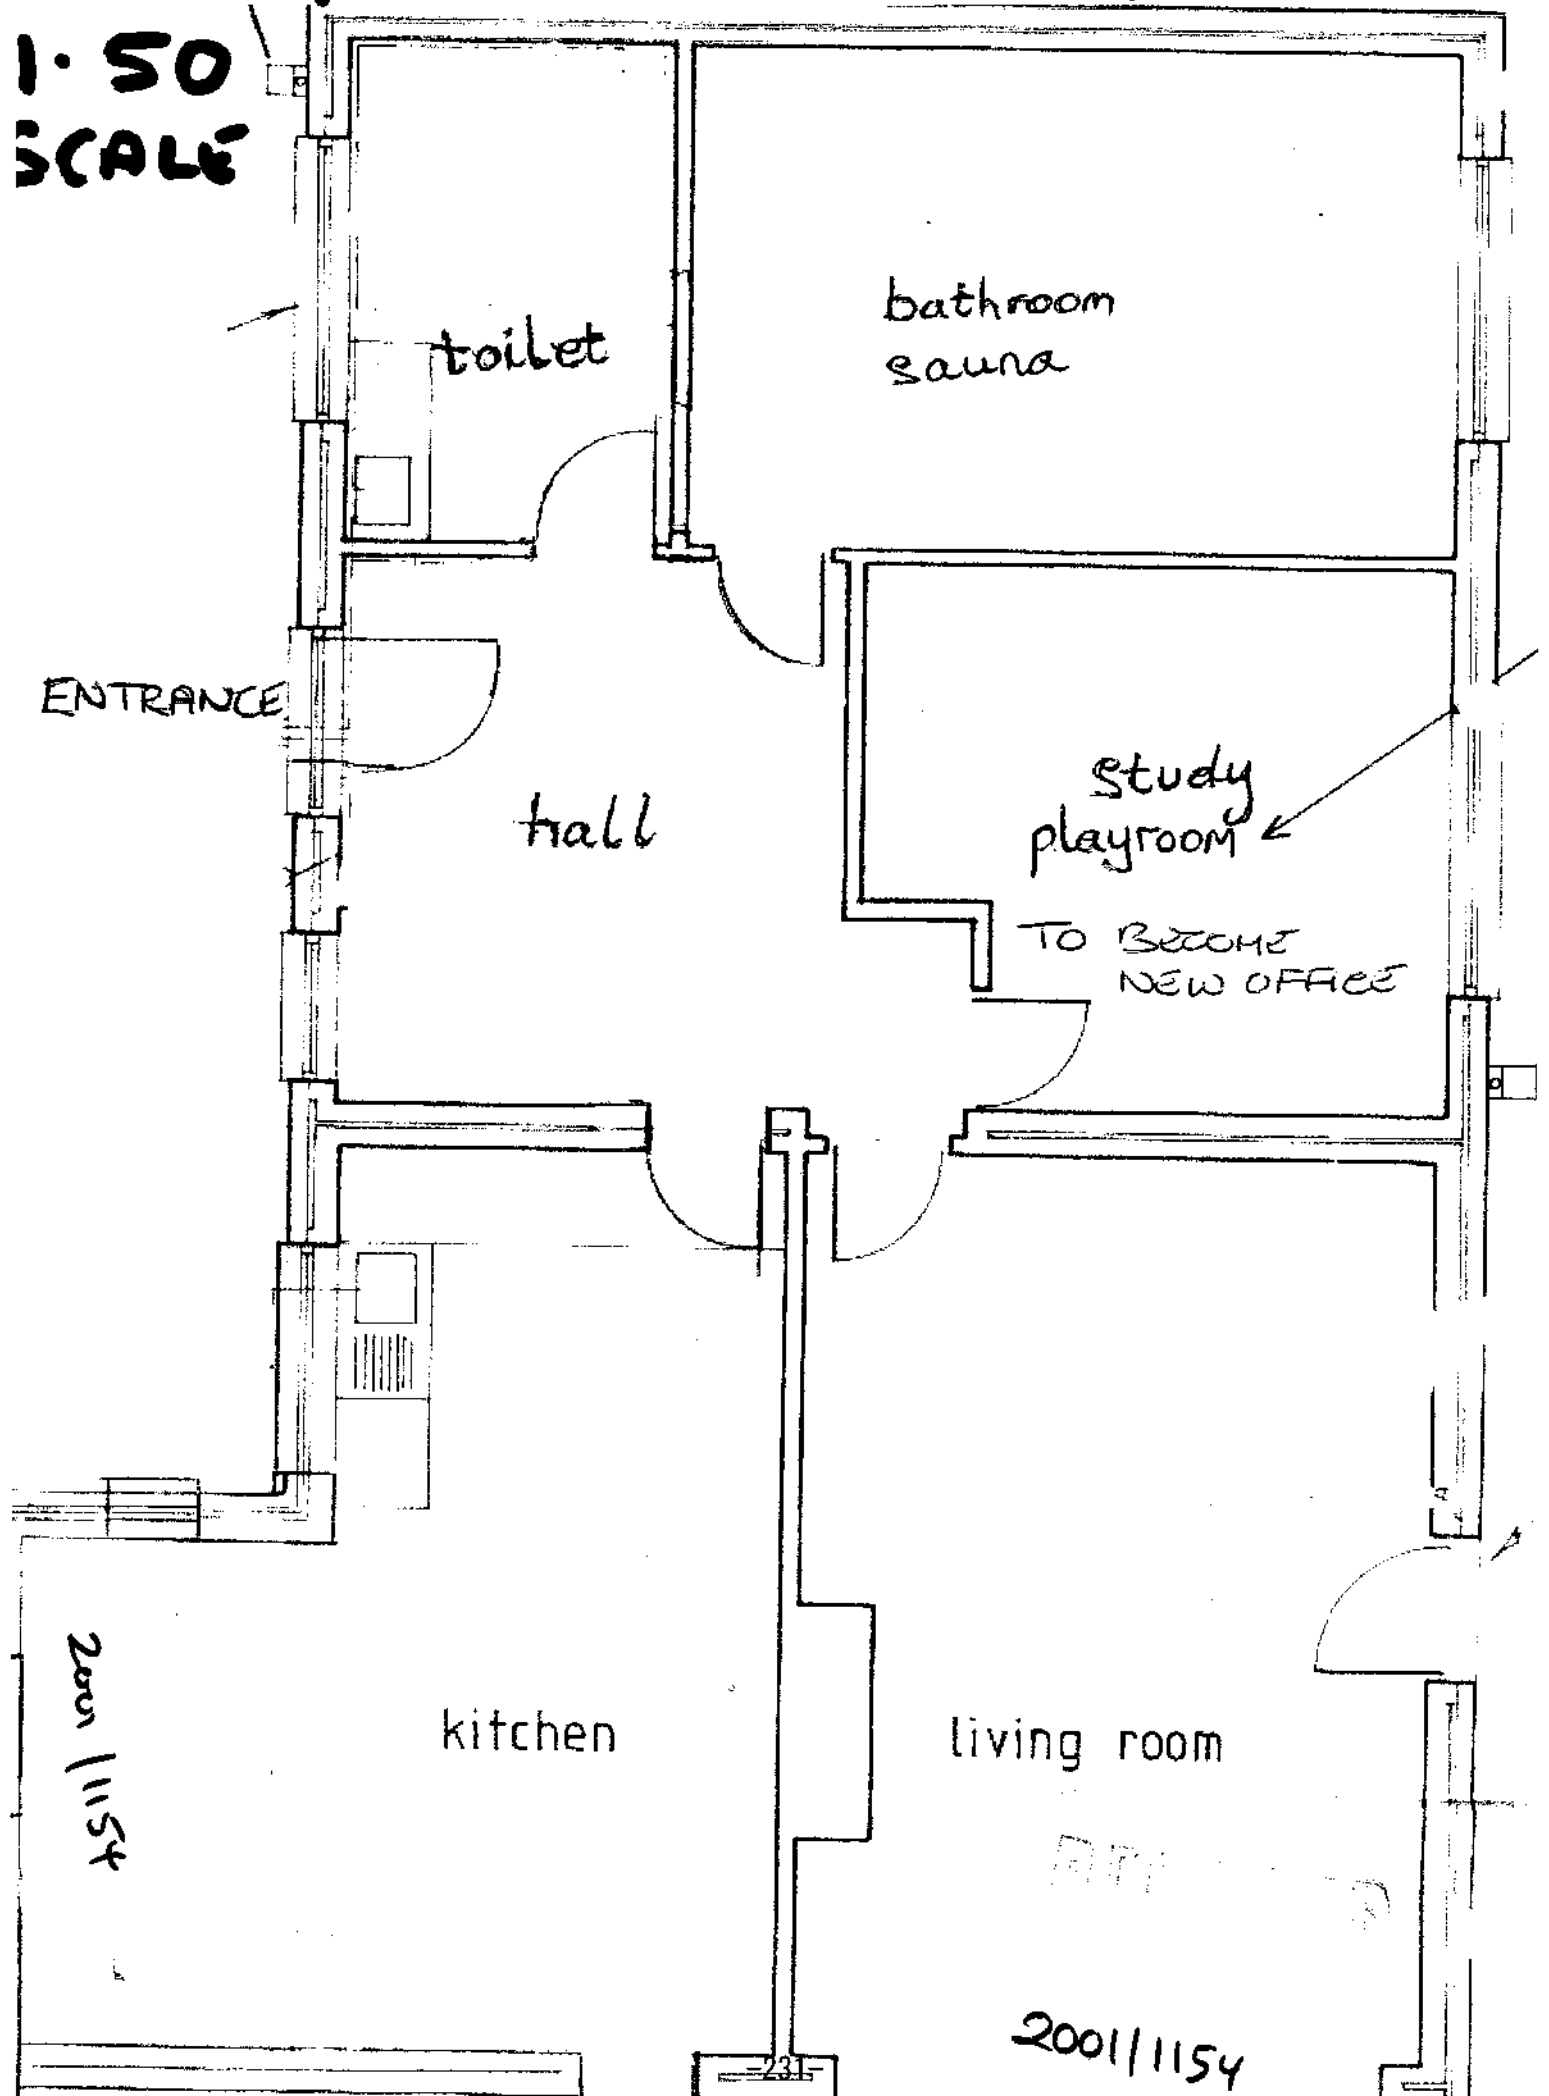 1:50
SCALE
toilet
bathroom
sauna
ENTRANCE
hall
study
playroom
TO BECOME
NEW OFFICE
kitchen
living room
2001/1154
2001/1154
231